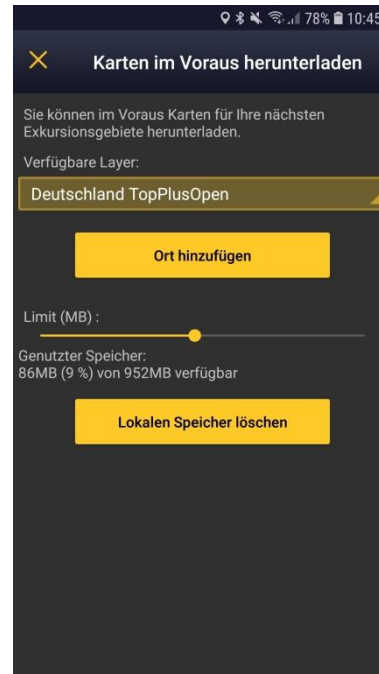 78% 10:45
Karten im Voraus herunterladen
Sie können im Voraus Karten für Ihre nächsten
Exkursionsgebiete herunterladen.
Verfügbare Layer:
Deutschland TopPlusOpen
Ort hinzufügen
Limit (MB) :
Genutzter Speicher:
86MB (9 %) von 952MB verfügbar
Lokalen Speicher löschen